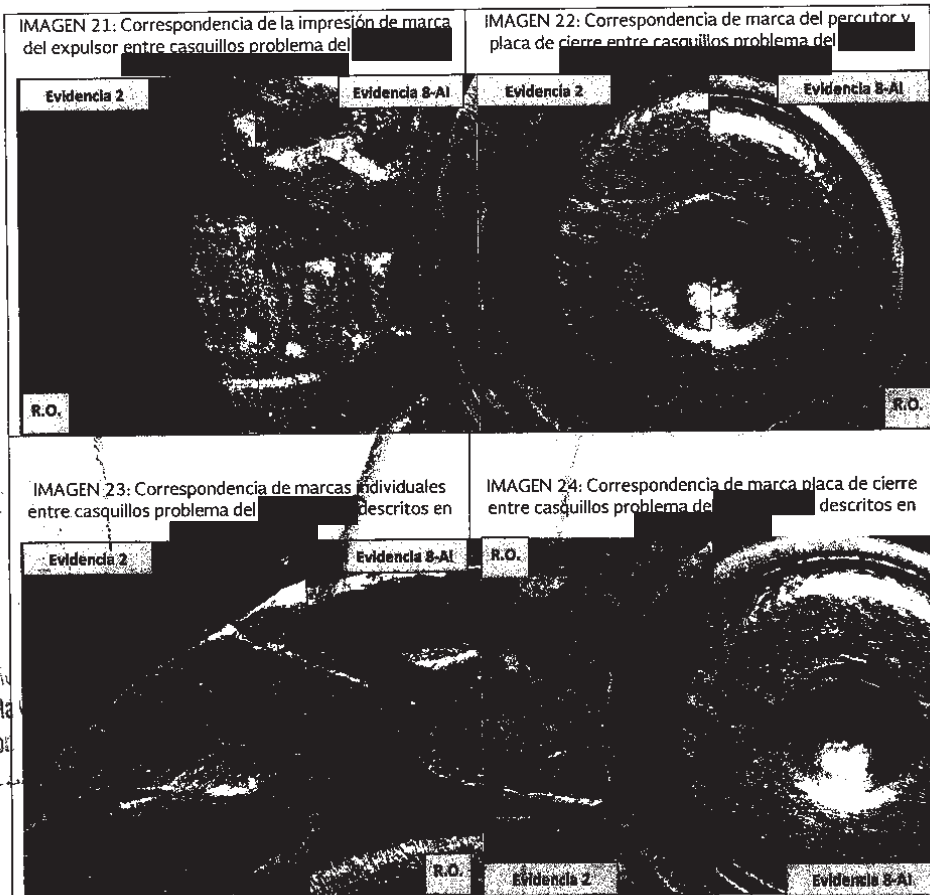 IMAGEN 21: Correspondencia de la impresión de marca
del expulsor entre casquillos problema del
Evidencia 2
Evidencia 8-AI
R.O.
IMAGEN 22: Correspondencia de marca del percutor y
placa de cierre entre casquillos problema del
Evidencia 2
Evidencia 8-AI
R.O.
IMAGEN 23: Correspondencia de marcas individuales
entre casquillos problema del descritos en
Evidencia 2
Evidencia 8-AI
R.O.
IMAGEN 24: Correspondencia de marca placa de cierre
entre casquillos problema de descritos en
R.O.
Evidencia 2
Evidencia 8-AI